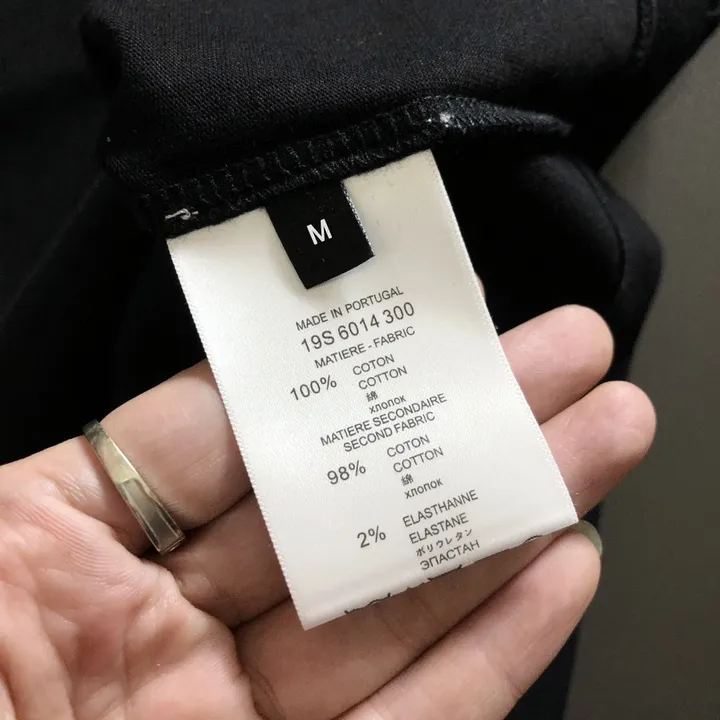 M
MADE IN PORTUGAL
19S 6014 300
MATIERE - FABRIC
100% COTON
COTTON
綿
хлопок
MATIERE SECONDAIRE
SECOND FABRIC
98% COTON
COTTON
綿
хлопок
2% ELASTHANNE
ELASTANE
ポリウレタン
ЭПАСТАН